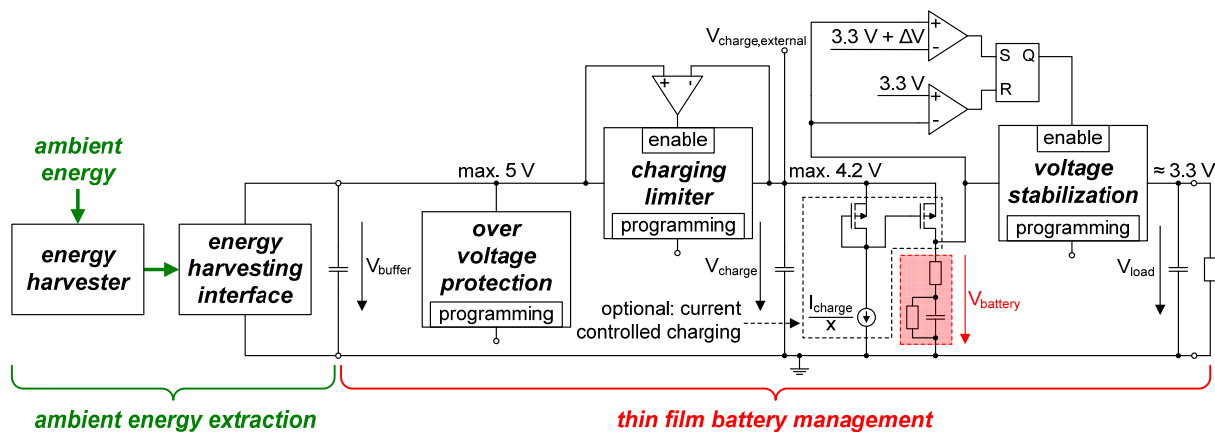 ambient
energy
energy
harvester
energy
harvesting
interface
V_buffer
max. 5 V
over
voltage
protection
programming
+ -
enable
charging
limiter
programming
V_charge,external
V_charge
max. 4.2 V
optional: current
controlled charging
I_charge
x
V_battery
3.3 V + ΔV
+
-
3.3 V
+
-
S Q
R
enable
voltage
stabilization
programming
≈ 3.3 V
V_load
ambient energy extraction
thin film battery management